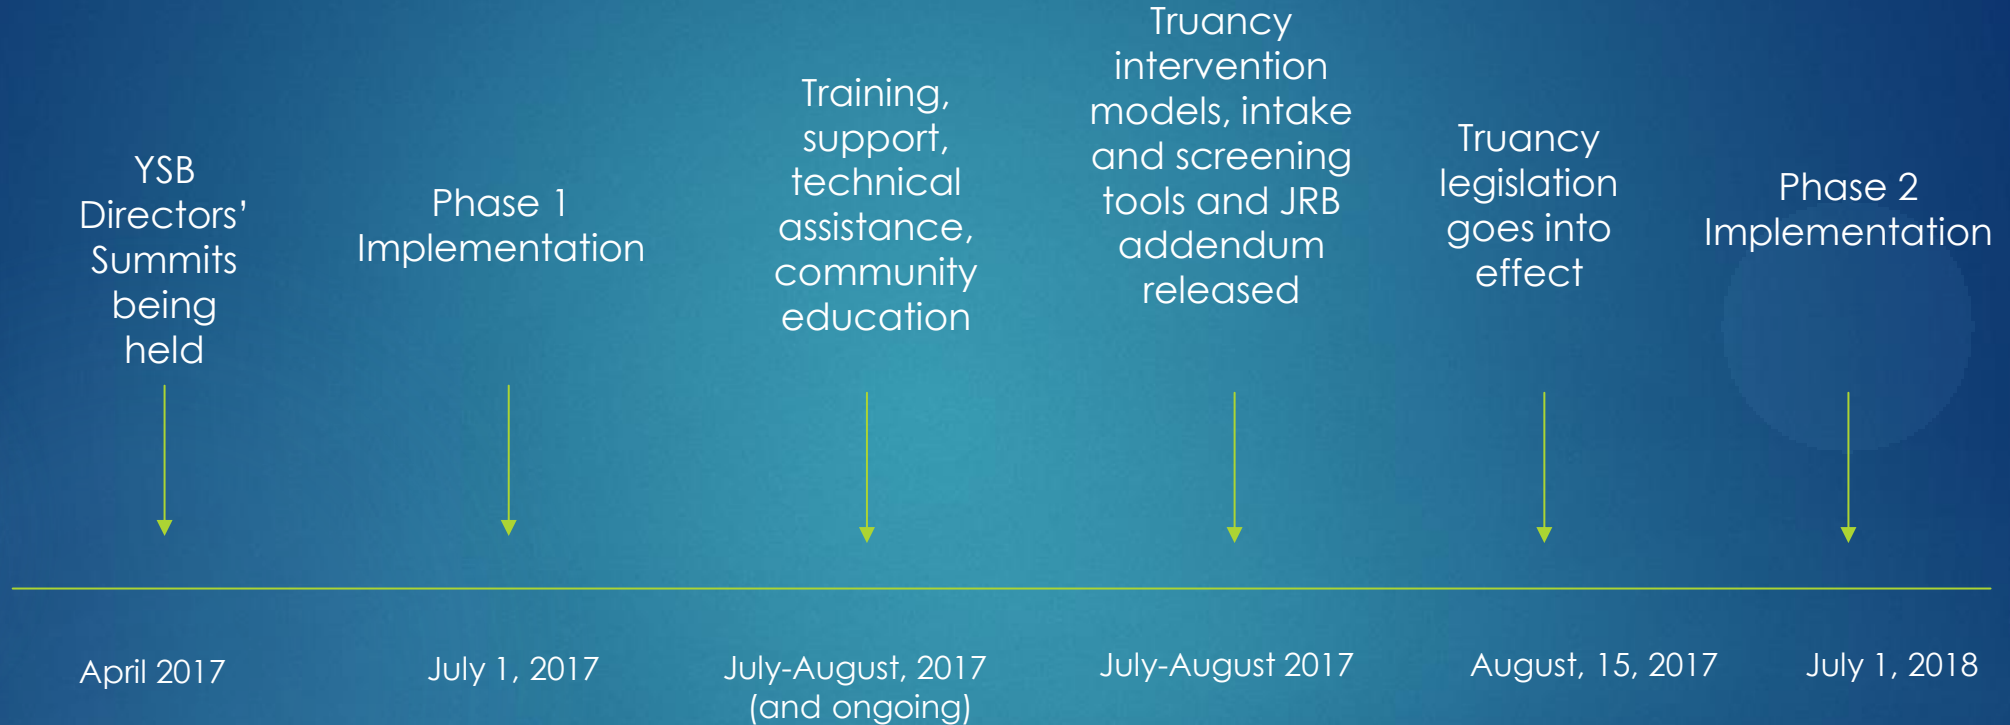 YSB
Directors’
Summits
being
held
Phase 1
Implementation
Training,
support,
technical
assistance,
community
education
Truancy
intervention
models, intake
and screening
tools and JRB
addendum
released
Truancy
legislation
goes into
effect
Phase 2
Implementation
April 2017
July 1, 2017
July-August, 2017
(and ongoing)
July-August 2017
August, 15, 2017
July 1, 2018